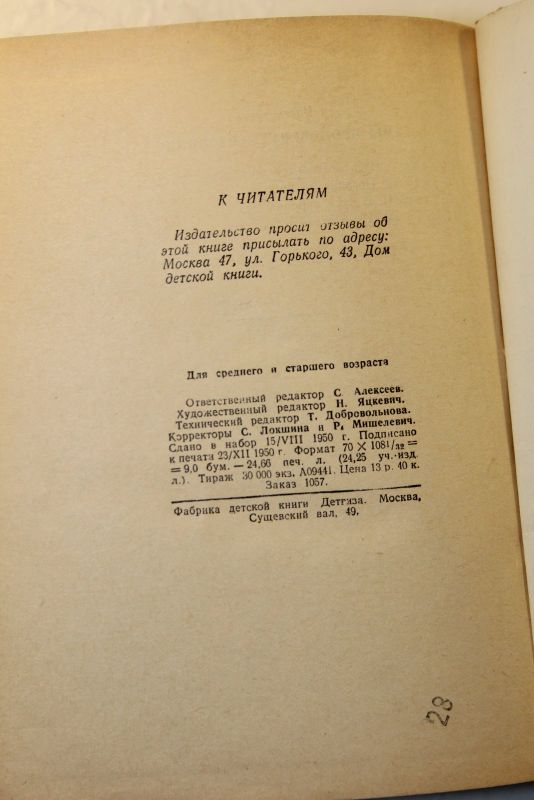 К ЧИТАТЕЛЯМ
Издательство просит отзывы об
этой книге присылать по адресу:
Москва 47, ул. Горького, 43, Дом
детской книги.
Для среднего и старшего возраста
Ответственный редактор С. Алексеев.
Художественный редактор Н. Яцкевич.
Технический редактор Т. Добровольнова.
Корректоры С. Локшина и Р. Мишелевич.
Сдано в набор 15/VIII 1950 г. Подписано
к печати 23/XII 1950 г. Формат 70 × 108¹/₃₂ =
= 9,0 бум. — 24,66 печ. л. (24,25 уч.-изд.
л.). Тираж 30 000 экз. А09441. Цена 13 р. 40 к.
Заказ 1057.
Фабрика детской книги Детгиза. Москва,
Сущевский вал, 49.
28